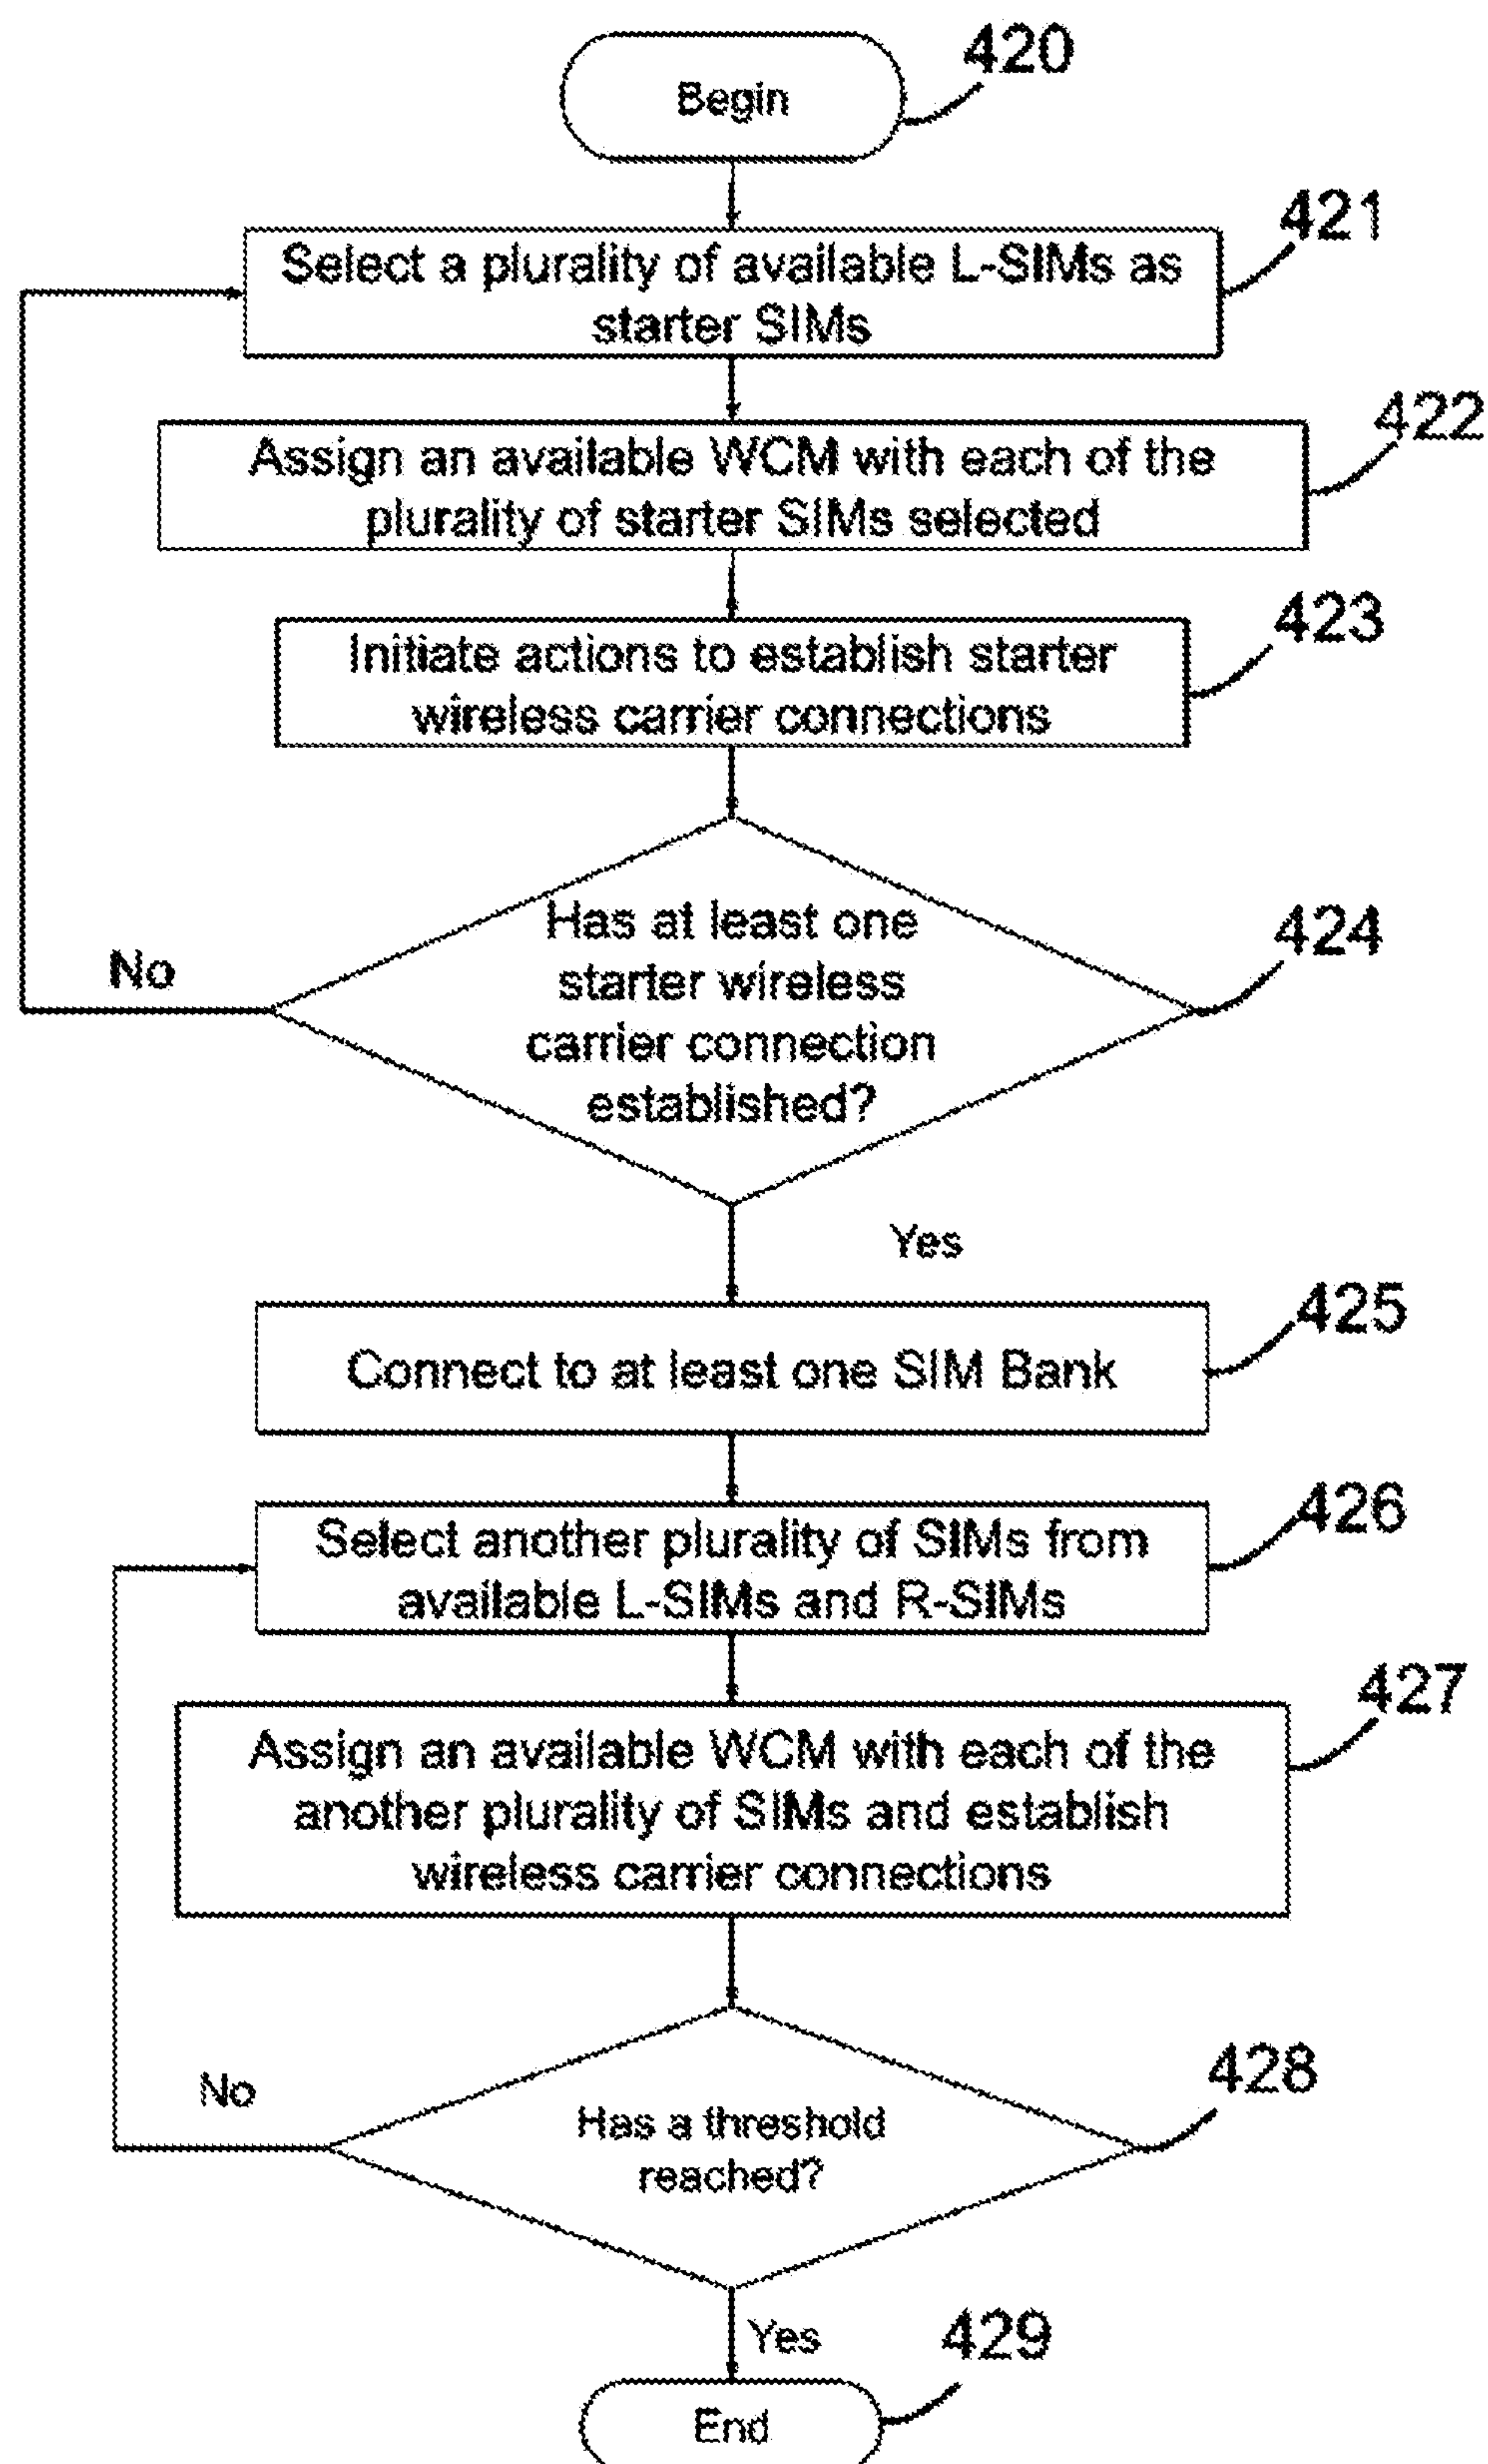 Begin
420
Select a plurality of available L-SIMs as
starter SIMs
421
Assign an available WCM with each of the
plurality of starter SIMs selected
422
Initiate actions to establish starter
wireless carrier connections
423
Has at least one
starter wireless
carrier connection
established?
424
No
Yes
Connect to at least one SIM Bank
425
Select another plurality of SIMs from
available L-SIMs and R-SIMs
426
Assign an available WCM with each of the
another plurality of SIMs and establish
wireless carrier connections
427
Has a threshold
reached?
428
No
Yes
End
429